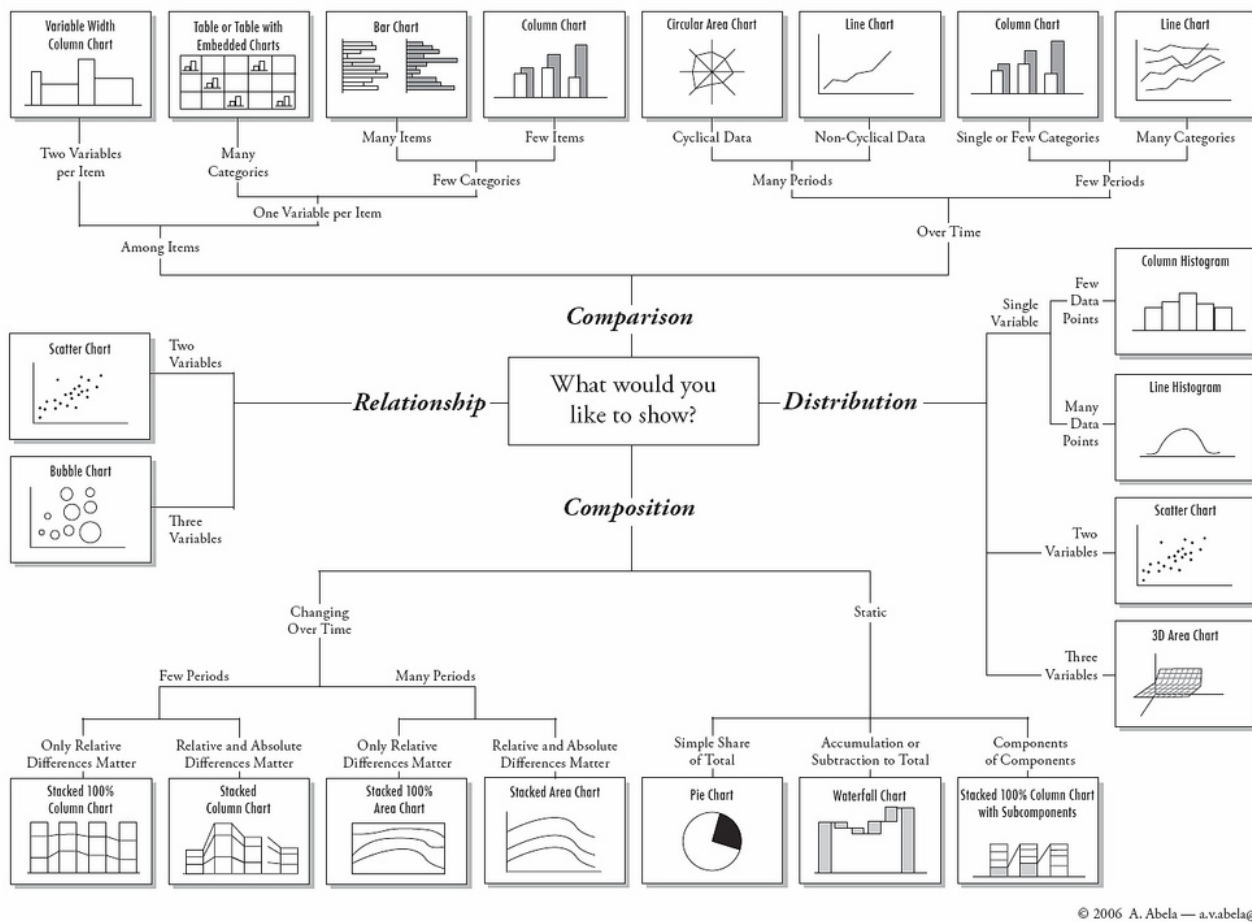 Variable Width
Column Chart
Table or Table with
Embedded Charts
Bar Chart
Column Chart
Circular Area Chart
Line Chart
Column Chart
Line Chart
Two Variables
per Item
Many
Categories
Many Items
Few Items
Cyclical Data
Non-Cyclical Data
Single or Few Categories
Many Categories
Few Categories
Many Periods
Few Periods
One Variable per Item
Among Items
Over Time
Comparison
What would you
like to show?
Relationship
Two
Variables
Scatter Chart
Three
Variables
Bubble Chart
Distribution
Single
Variable
Few
Data
Points
Column Histogram
Many
Data
Points
Line Histogram
Two
Variables
Scatter Chart
Three
Variables
3D Area Chart
Composition
Changing
Over Time
Static
Few Periods
Many Periods
Only Relative
Differences Matter
Relative and Absolute
Differences Matter
Only Relative
Differences Matter
Relative and Absolute
Differences Matter
Simple Share
of Total
Accumulation or
Subtraction to Total
Components
of Components
Stacked 100%
Column Chart
Stacked
Column Chart
Stacked 100%
Area Chart
Stacked Area Chart
Pie Chart
Waterfall Chart
Stacked 100% Column Chart
with Subcomponents
© 2006 A. Abela — a.v.abela@